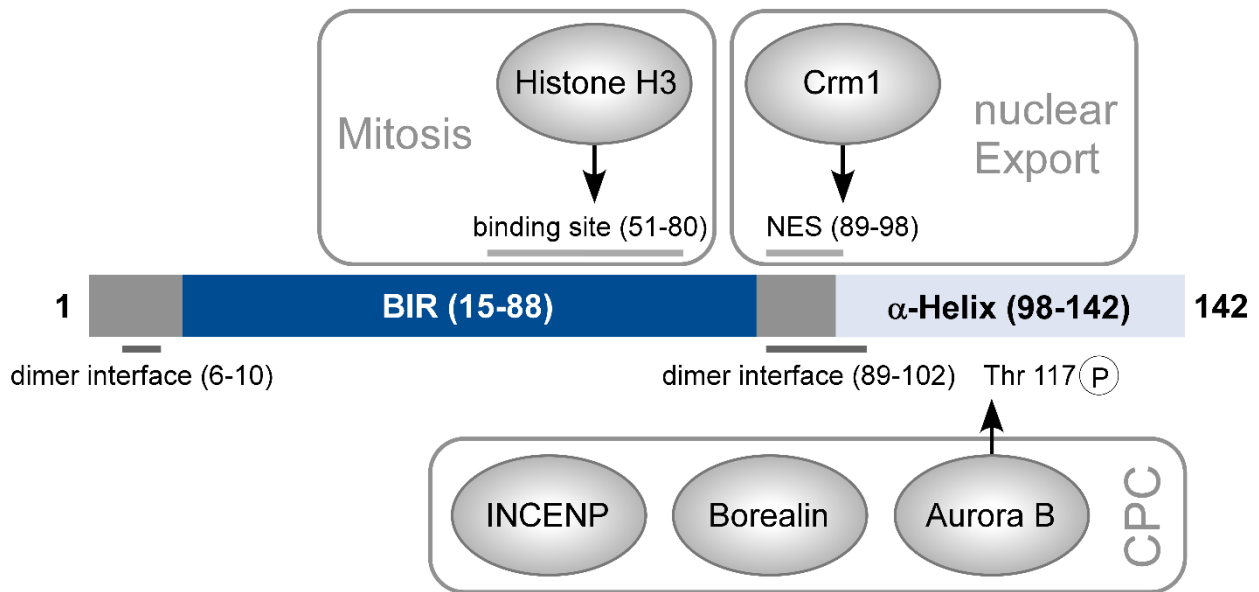 Histone H3
Mitosis
binding site (51-80)
Crm1
nuclear
Export
NES (89-98)
1
BIR (15-88)
α-Helix (98-142)
142
dimer interface (6-10)
dimer interface (89-102)
Thr 117 P
INCENP
Borealin
Aurora B
CPC